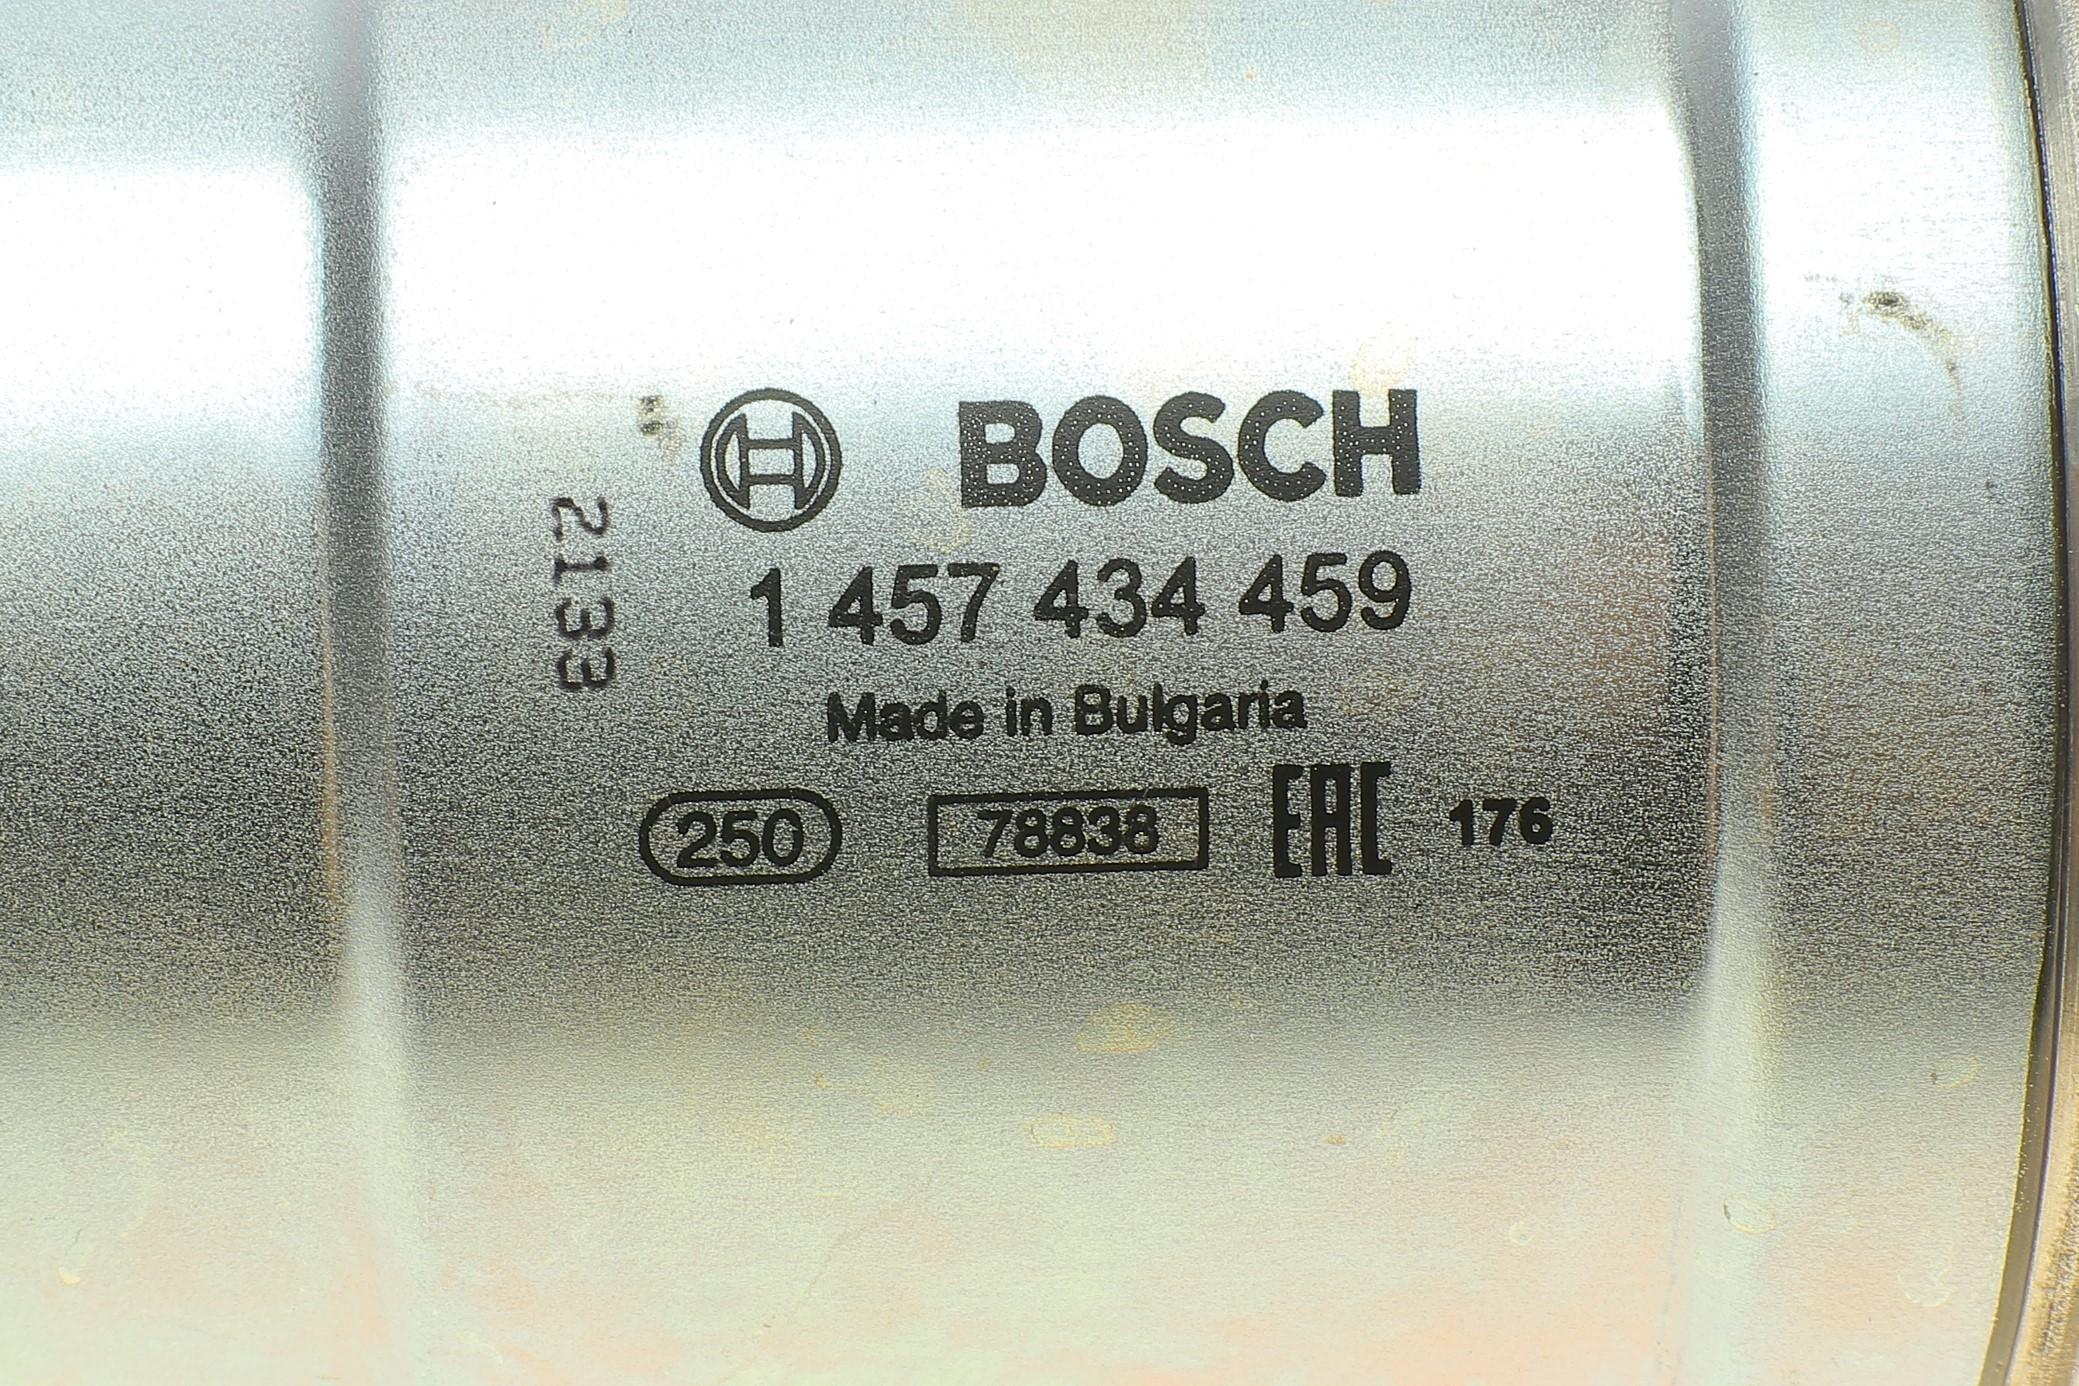 BOSCH
1 457 434 459
Made in Bulgaria
250 78838 EAC 176
2133